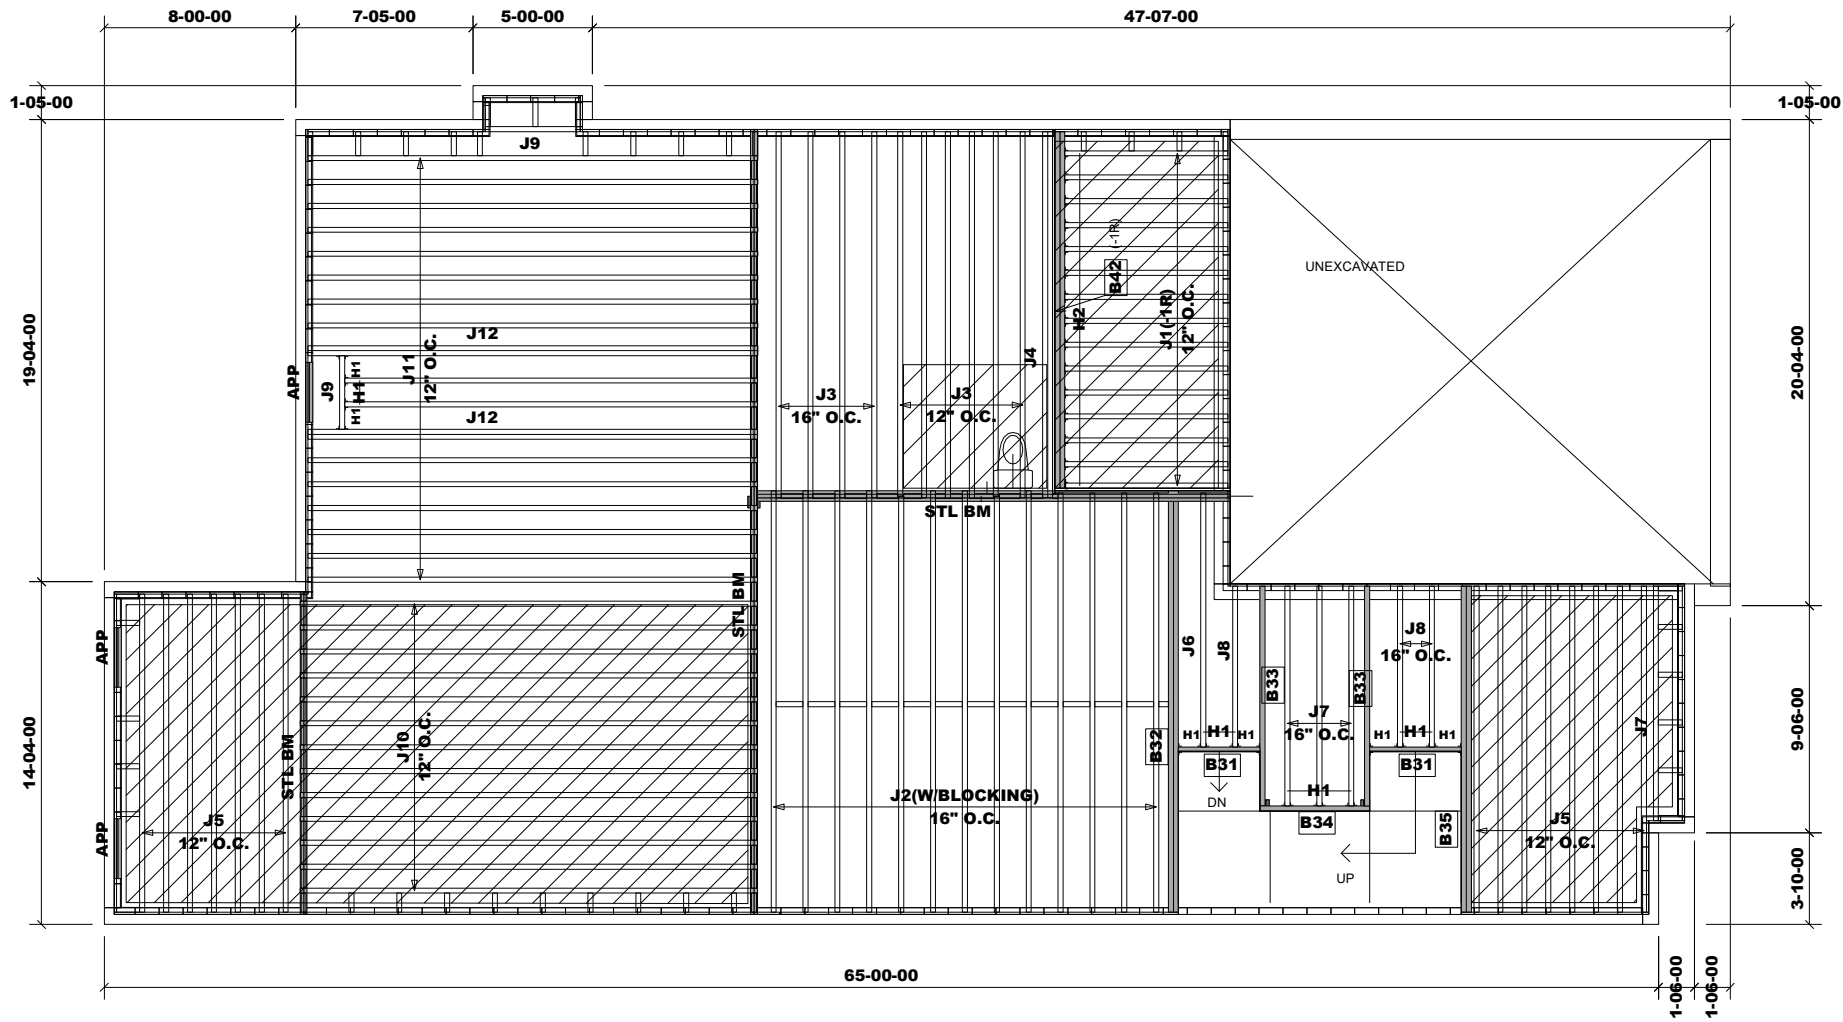 8-00-00
7-05-00
5-00-00
47-07-00
1-05-00
1-05-00
J9
19-04-00
APP
J9
H1
H1
H1
J11
12" O.C.
J12
J12
J3
16" O.C.
J3
12" O.C.
J4
H2
B42
(-1R)
J1(-1R)
12" O.C.
UNEXCAVATED
20-04-00
STL BM
STL BM
APP
14-04-00
APP
STL BM
J5
12" O.C.
J10
12" O.C.
J2(W/BLOCKING)
16" O.C.
B32
J6
J8
H1
H1
H1
B31
DN
B33
J7
16" O.C.
H1
B34
B33
J8
16" O.C.
H1
H1
H1
B31
B35
UP
J5
12" O.C.
J7
9-06-00
3-10-00
65-00-00
1-06-00
1-06-00